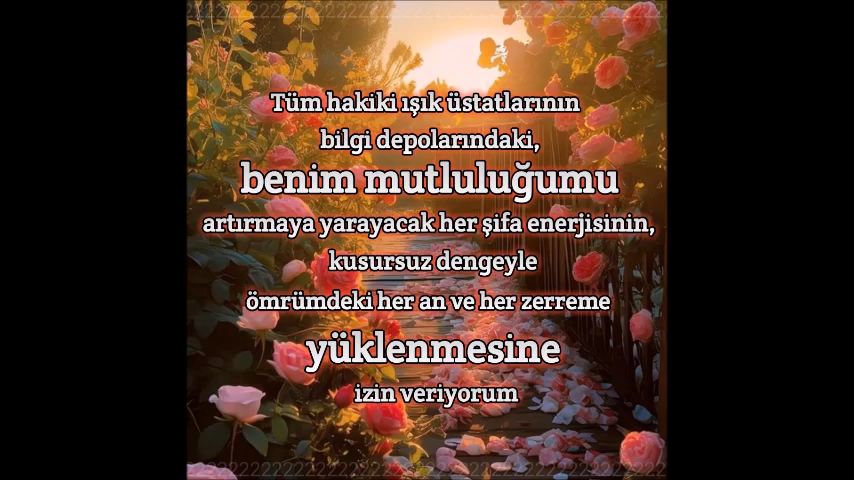 Tüm hakiki ışık üstatlarının
bilgi depolarındaki,
benim mutluluğumu
artırmaya yarayacak her şifa enerjisinin,
kusursuz dengeyle
ömrümdeki her an ve her zerreme
yüklenmesine
izin veriyorum